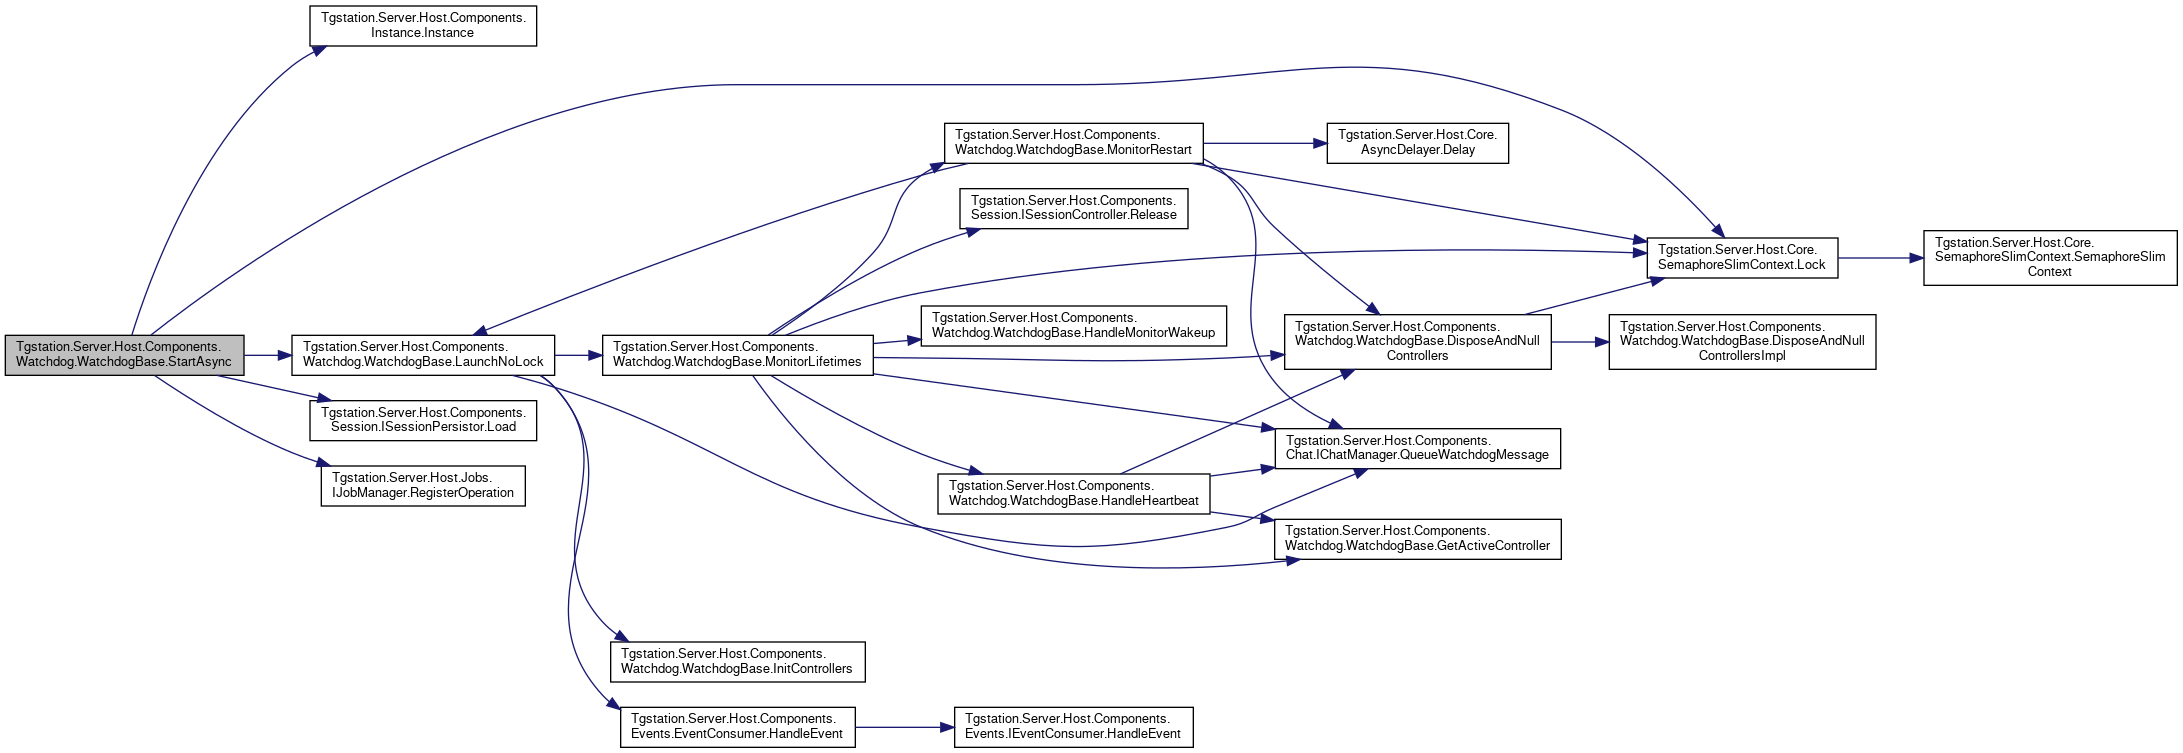 Tgstation.Server.Host.Components.
Instance.Instance
Tgstation.Server.Host.Components.
Watchdog.WatchdogBase.MonitorRestart
Tgstation.Server.Host.Core.
AsyncDelayer.Delay
Tgstation.Server.Host.Components.
Session.ISessionController.Release
Tgstation.Server.Host.Core.
SemaphoreSlimContext.Lock
Tgstation.Server.Host.Core.
SemaphoreSlimContext.SemaphoreSlim
Context
Tgstation.Server.Host.Components.
Watchdog.WatchdogBase.HandleMonitorWakeup
Tgstation.Server.Host.Components.
Watchdog.WatchdogBase.StartAsync
Tgstation.Server.Host.Components.
Watchdog.WatchdogBase.LaunchNoLock
Tgstation.Server.Host.Components.
Watchdog.WatchdogBase.MonitorLifetimes
Tgstation.Server.Host.Components.
Watchdog.WatchdogBase.DisposeAndNull
Controllers
Tgstation.Server.Host.Components.
Watchdog.WatchdogBase.DisposeAndNull
ControllersImpl
Tgstation.Server.Host.Components.
Session.ISessionPersistor.Load
Tgstation.Server.Host.Components.
Chat.IChatManager.QueueWatchdogMessage
Tgstation.Server.Host.Jobs.
IJobManager.RegisterOperation
Tgstation.Server.Host.Components.
Watchdog.WatchdogBase.HandleHeartbeat
Tgstation.Server.Host.Components.
Watchdog.WatchdogBase.GetActiveController
Tgstation.Server.Host.Components.
Watchdog.WatchdogBase.InitControllers
Tgstation.Server.Host.Components.
Events.EventConsumer.HandleEvent
Tgstation.Server.Host.Components.
Events.IEventConsumer.HandleEvent